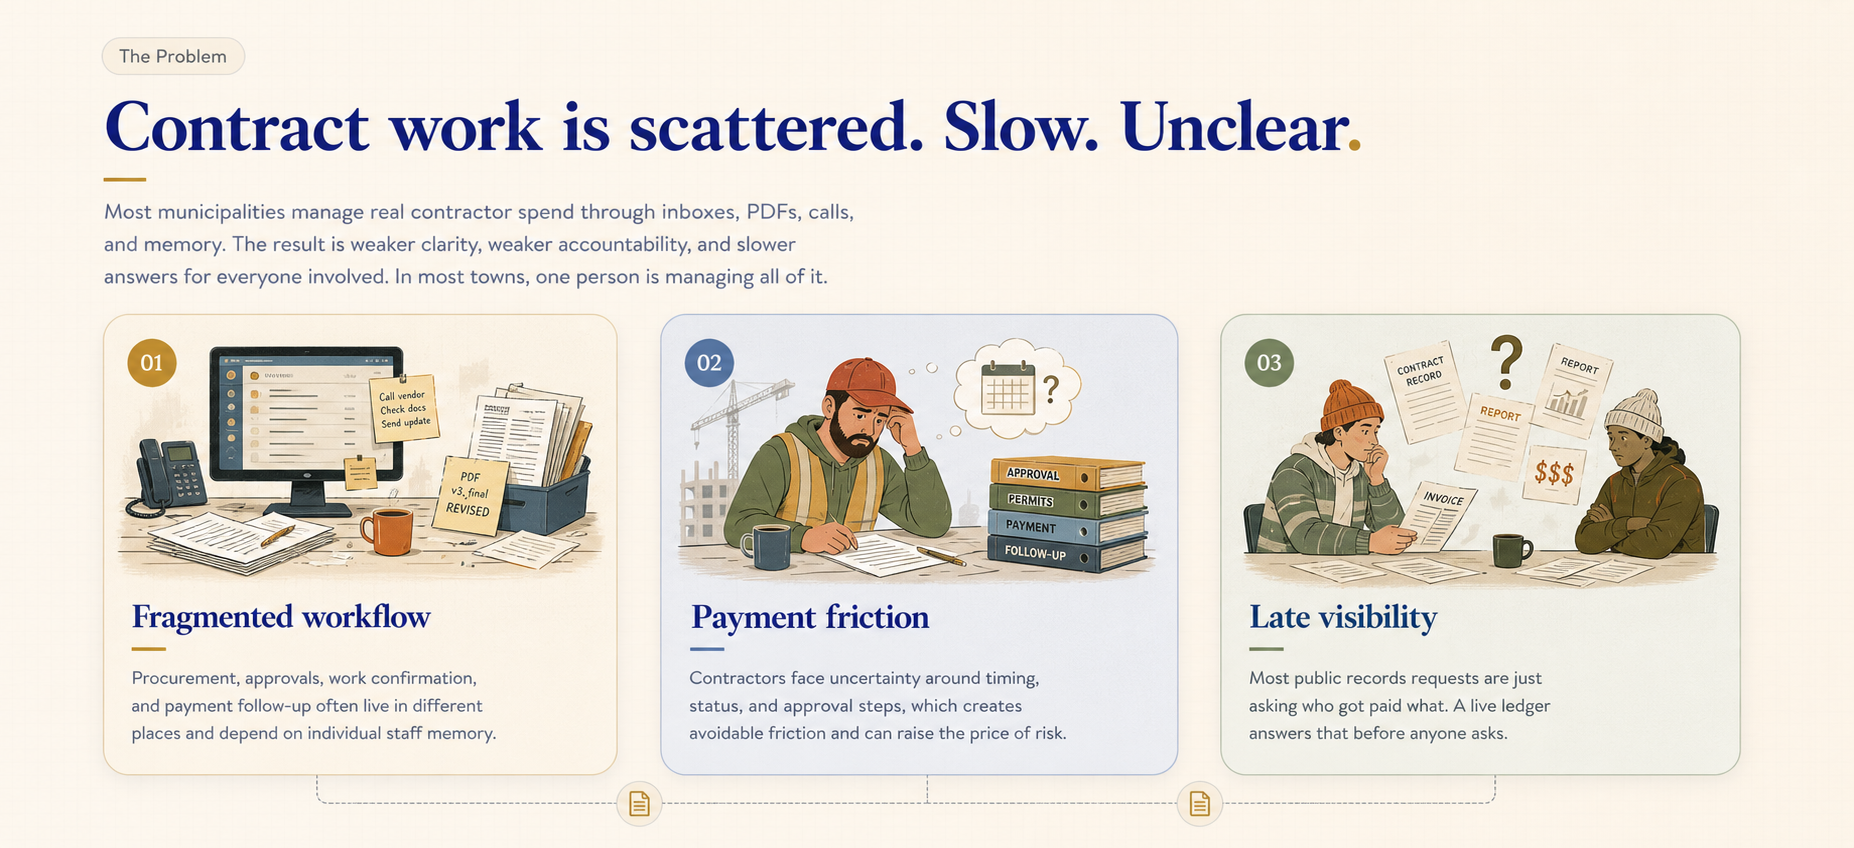 The Problem
Contract work is scattered. Slow. Unclear.
Most municipalities manage real contractor spend through inboxes, PDFs, calls,
and memory. The result is weaker clarity, weaker accountability, and slower
answers for everyone involved. In most towns, one person is managing all of it.
01
Call vendor
Check docs
Send update
PDF
v3_final
REVISED
Fragmented workflow
Procurement, approvals, work confirmation,
and payment follow-up often live in different
places and depend on individual staff memory.
02
?
APPROVAL
PERMITS
PAYMENT
FOLLOW-UP
Payment friction
Contractors face uncertainty around timing,
status, and approval steps, which creates
avoidable friction and can raise the price of risk.
03
CONTRACT
RECORD
?
REPORT
REPORT
$$$
INVOICE
Late visibility
Most public records requests are just
asking who got paid what. A live ledger
answers that before anyone asks.